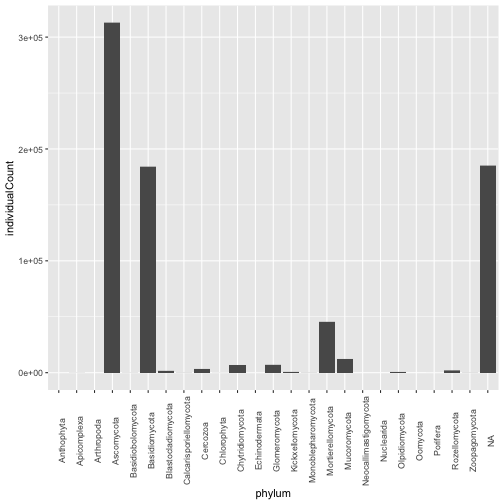 individualCount
3e+05
2e+05
1e+05
0e+00
Anthophyta
Apicomplexa
Arthropoda
Ascomycota
Basidiobolomycota
Basidiomycota
Blastocladiomycota
Calcarisporiellomycota
Cercozoa
Chlorophyta
Chytridiomycota
Echinodermata
Glomeromycota
Kickxellomycota
Monoblepharomycota
Mortierellomycota
Mucoromycota
Neocallimastigomycota
Nuclearida
Olpidiomycota
Oomycota
Porifera
Rozellomycota
Zoopagomycota
NA
phylum